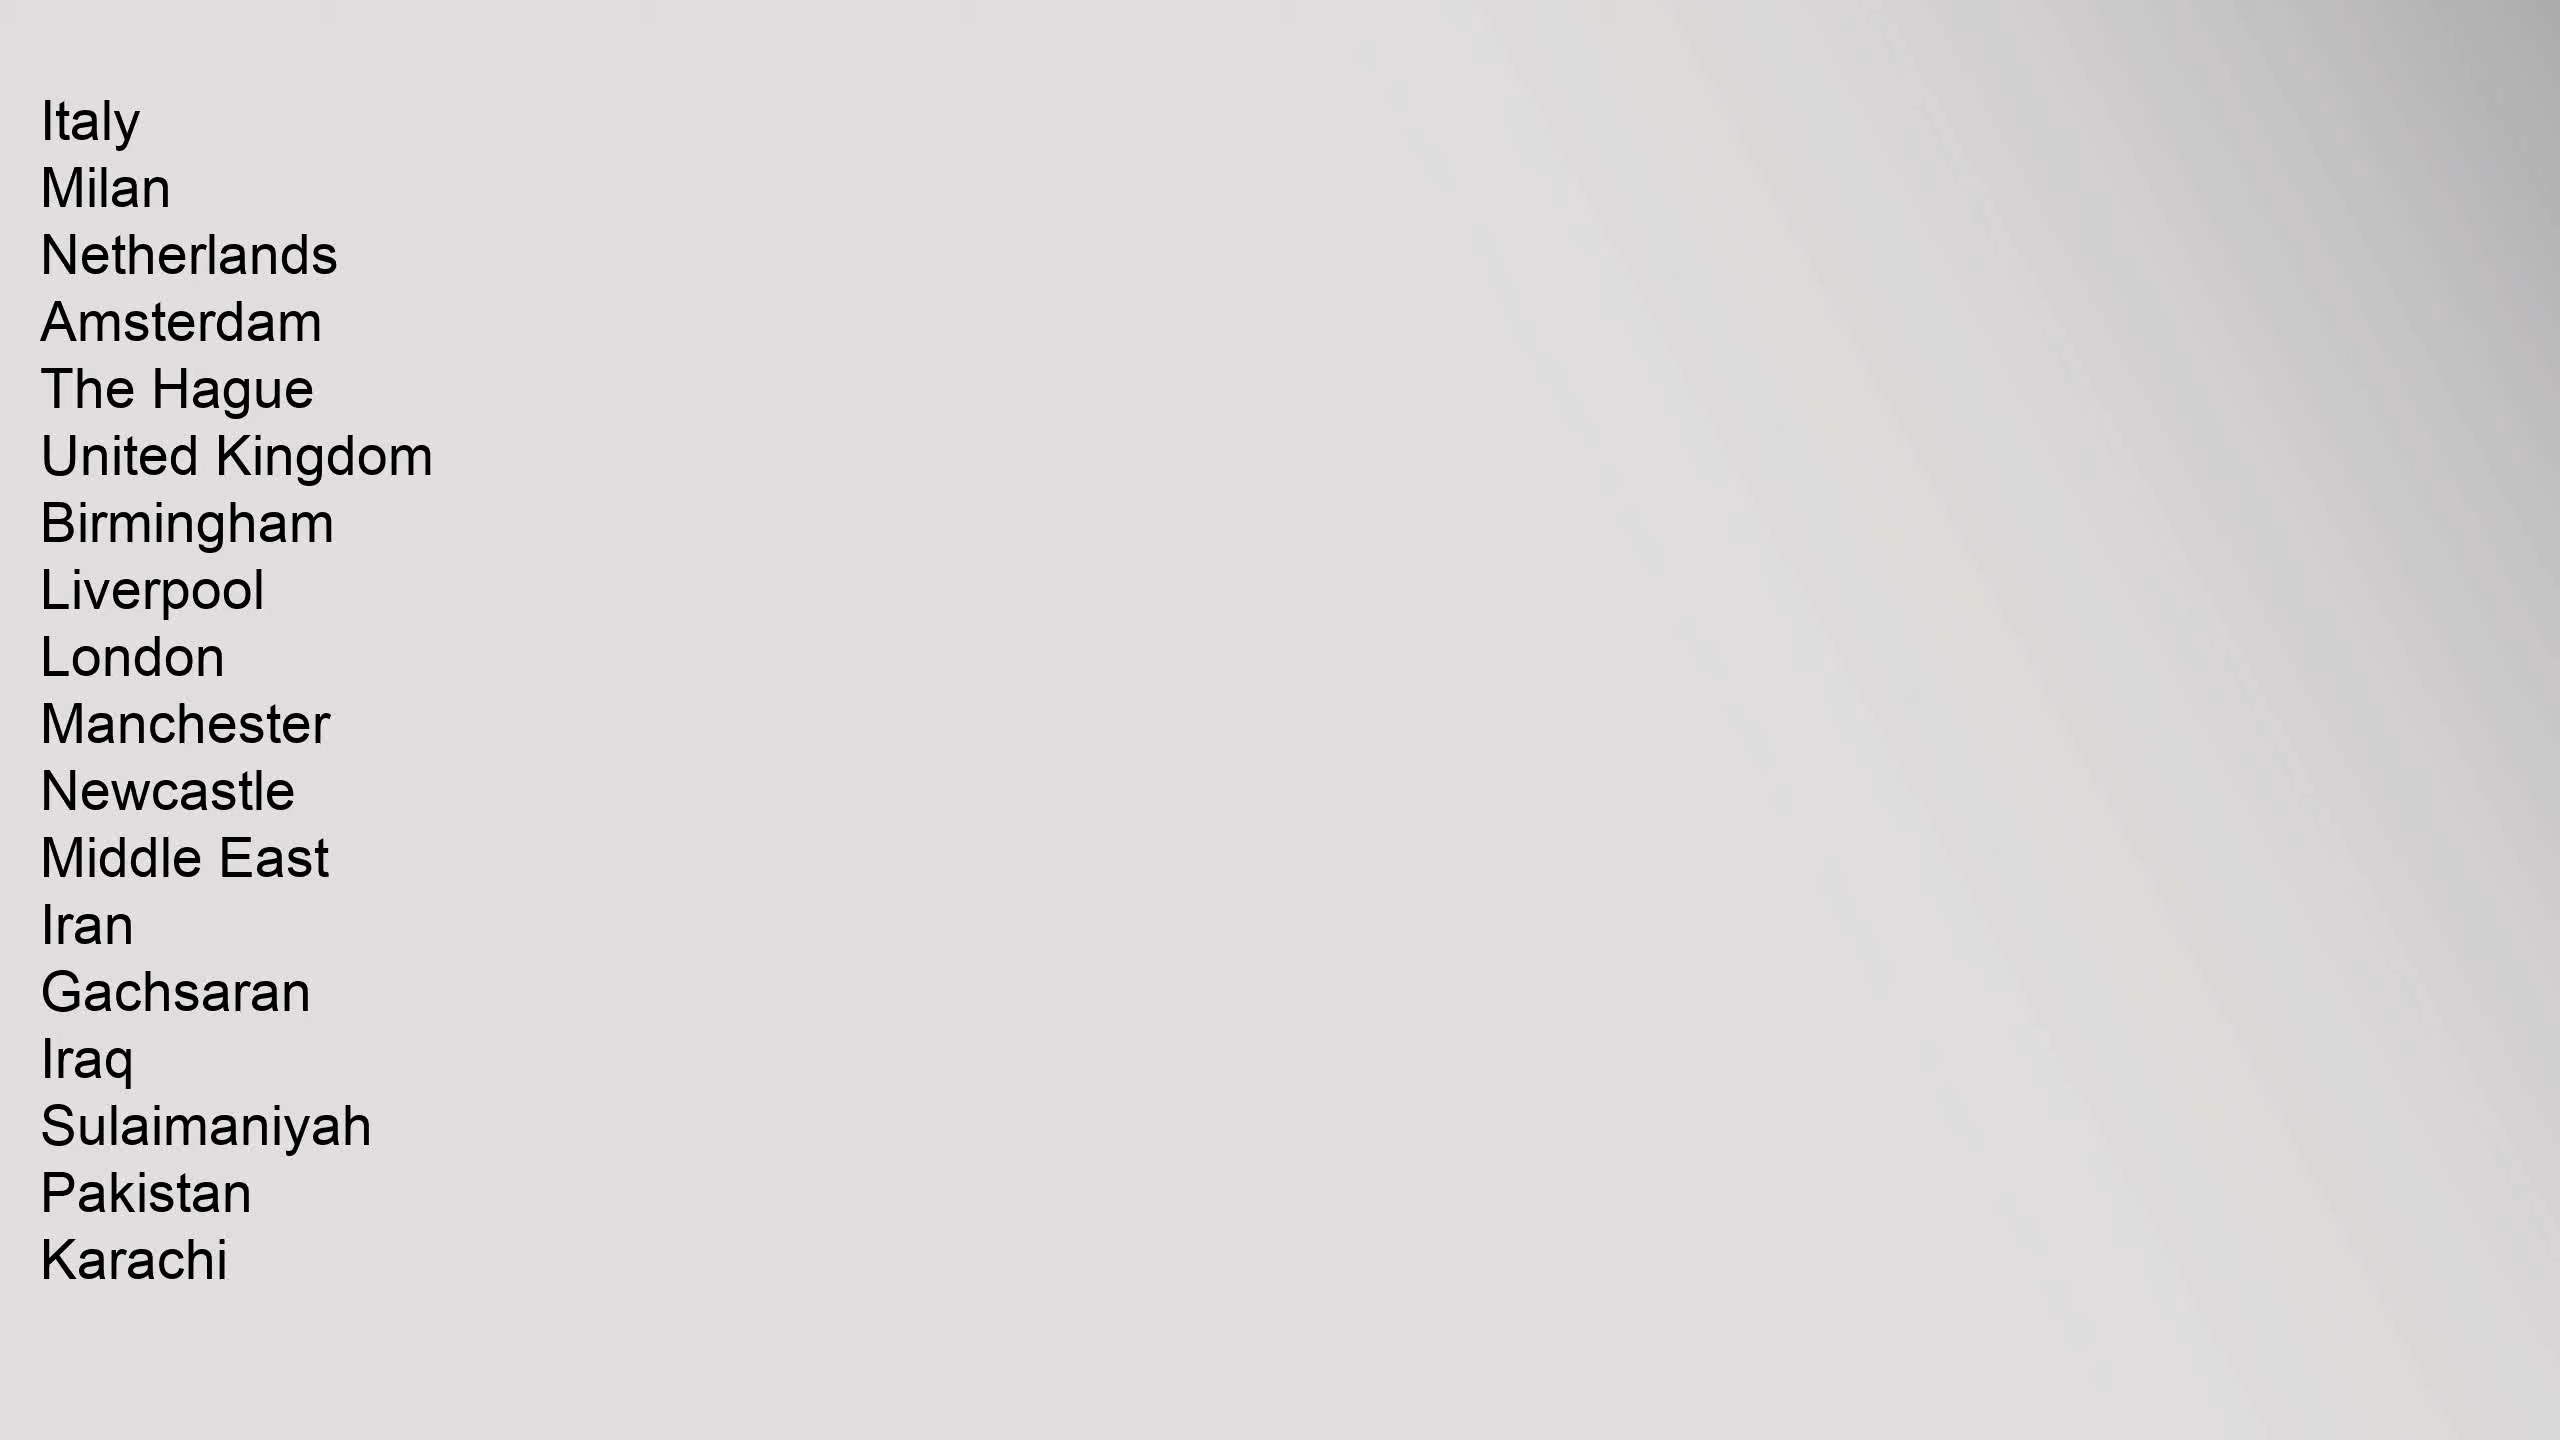 Italy
Milan
Netherlands
Amsterdam
The Hague
United Kingdom
Birmingham
Liverpool
London
Manchester
Newcastle
Middle East
Iran
Gachsaran
Iraq
Sulaimaniyah
Pakistan
Karachi